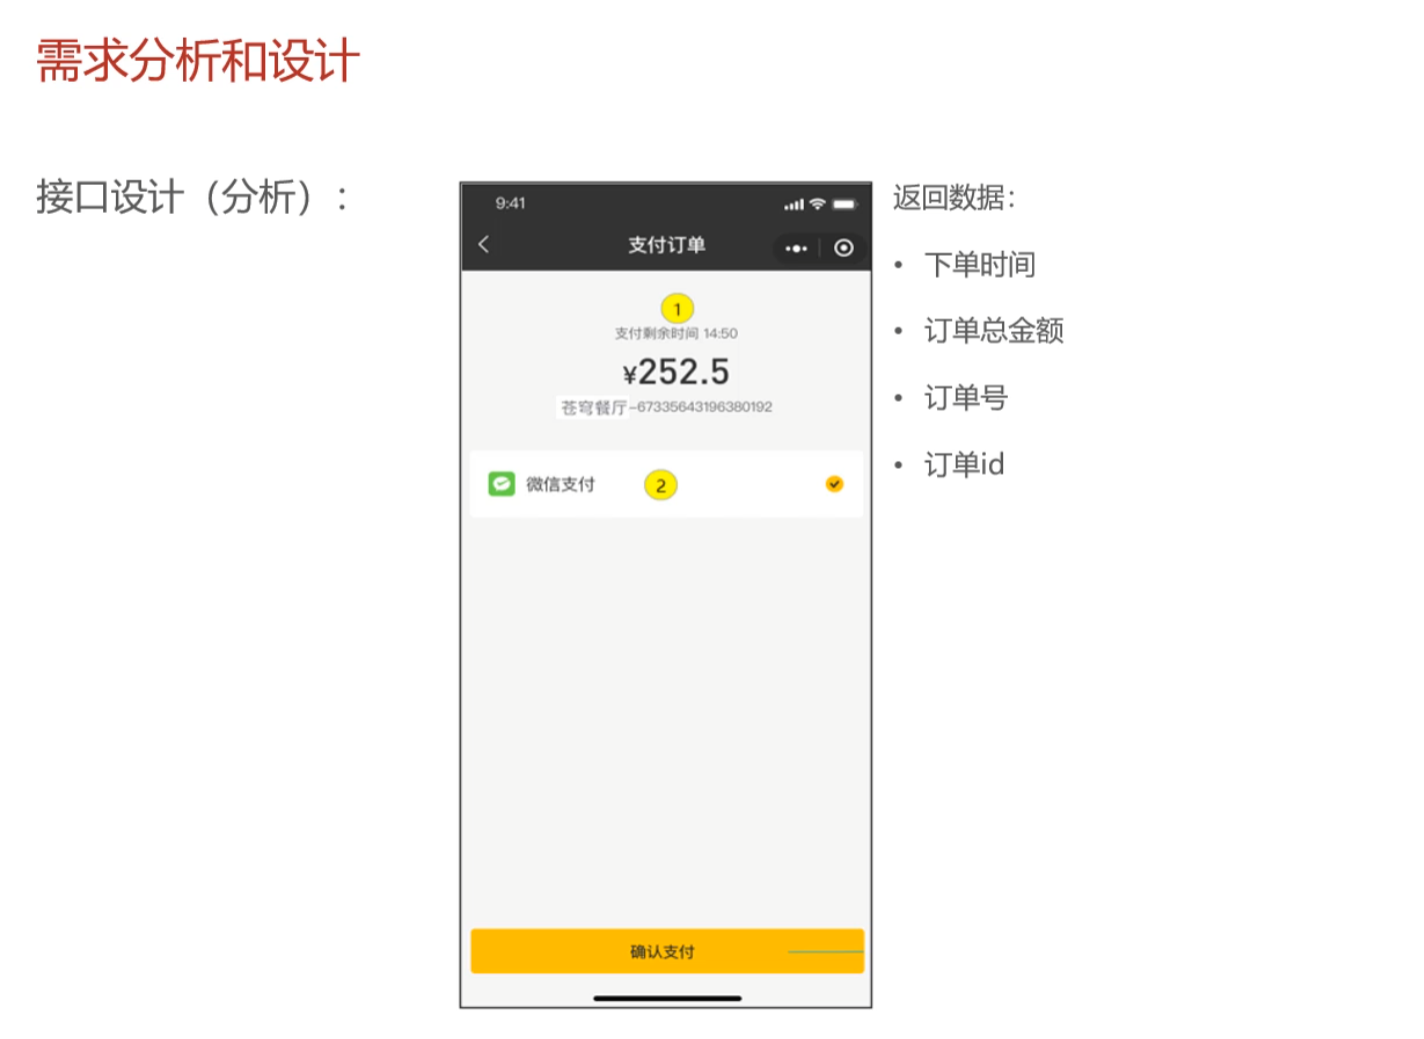 需求分析和设计
接口设计（分析）：
9:41
支付订单
1
支付剩余时间 14:50
¥252.5
苍穹餐厅-67335643196380192
微信支付
2
确认支付
返回数据：
• 下单时间
• 订单总金额
• 订单号
• 订单id